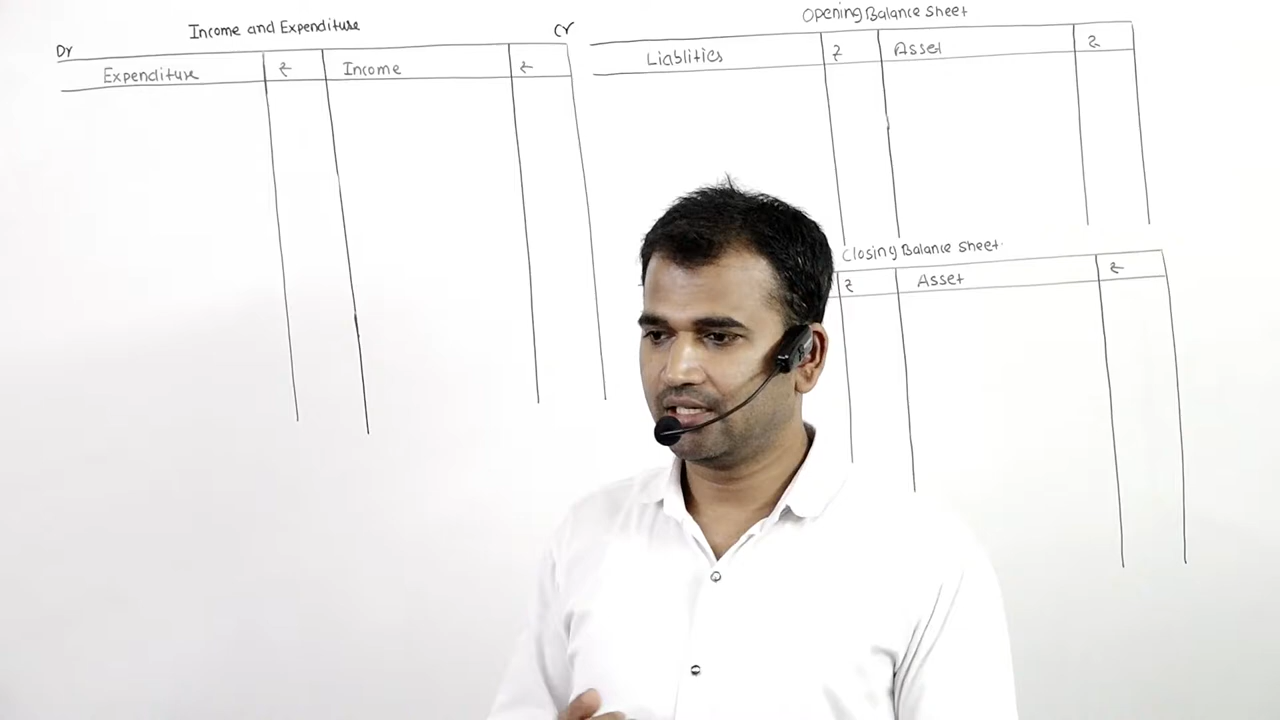 Income and Expenditure
Dr Cr
Expenditure ₹ Income ₹
Opening Balance Sheet
Liablities ₹ Asset ₹
Closing Balance Sheet
₹ Asset ₹